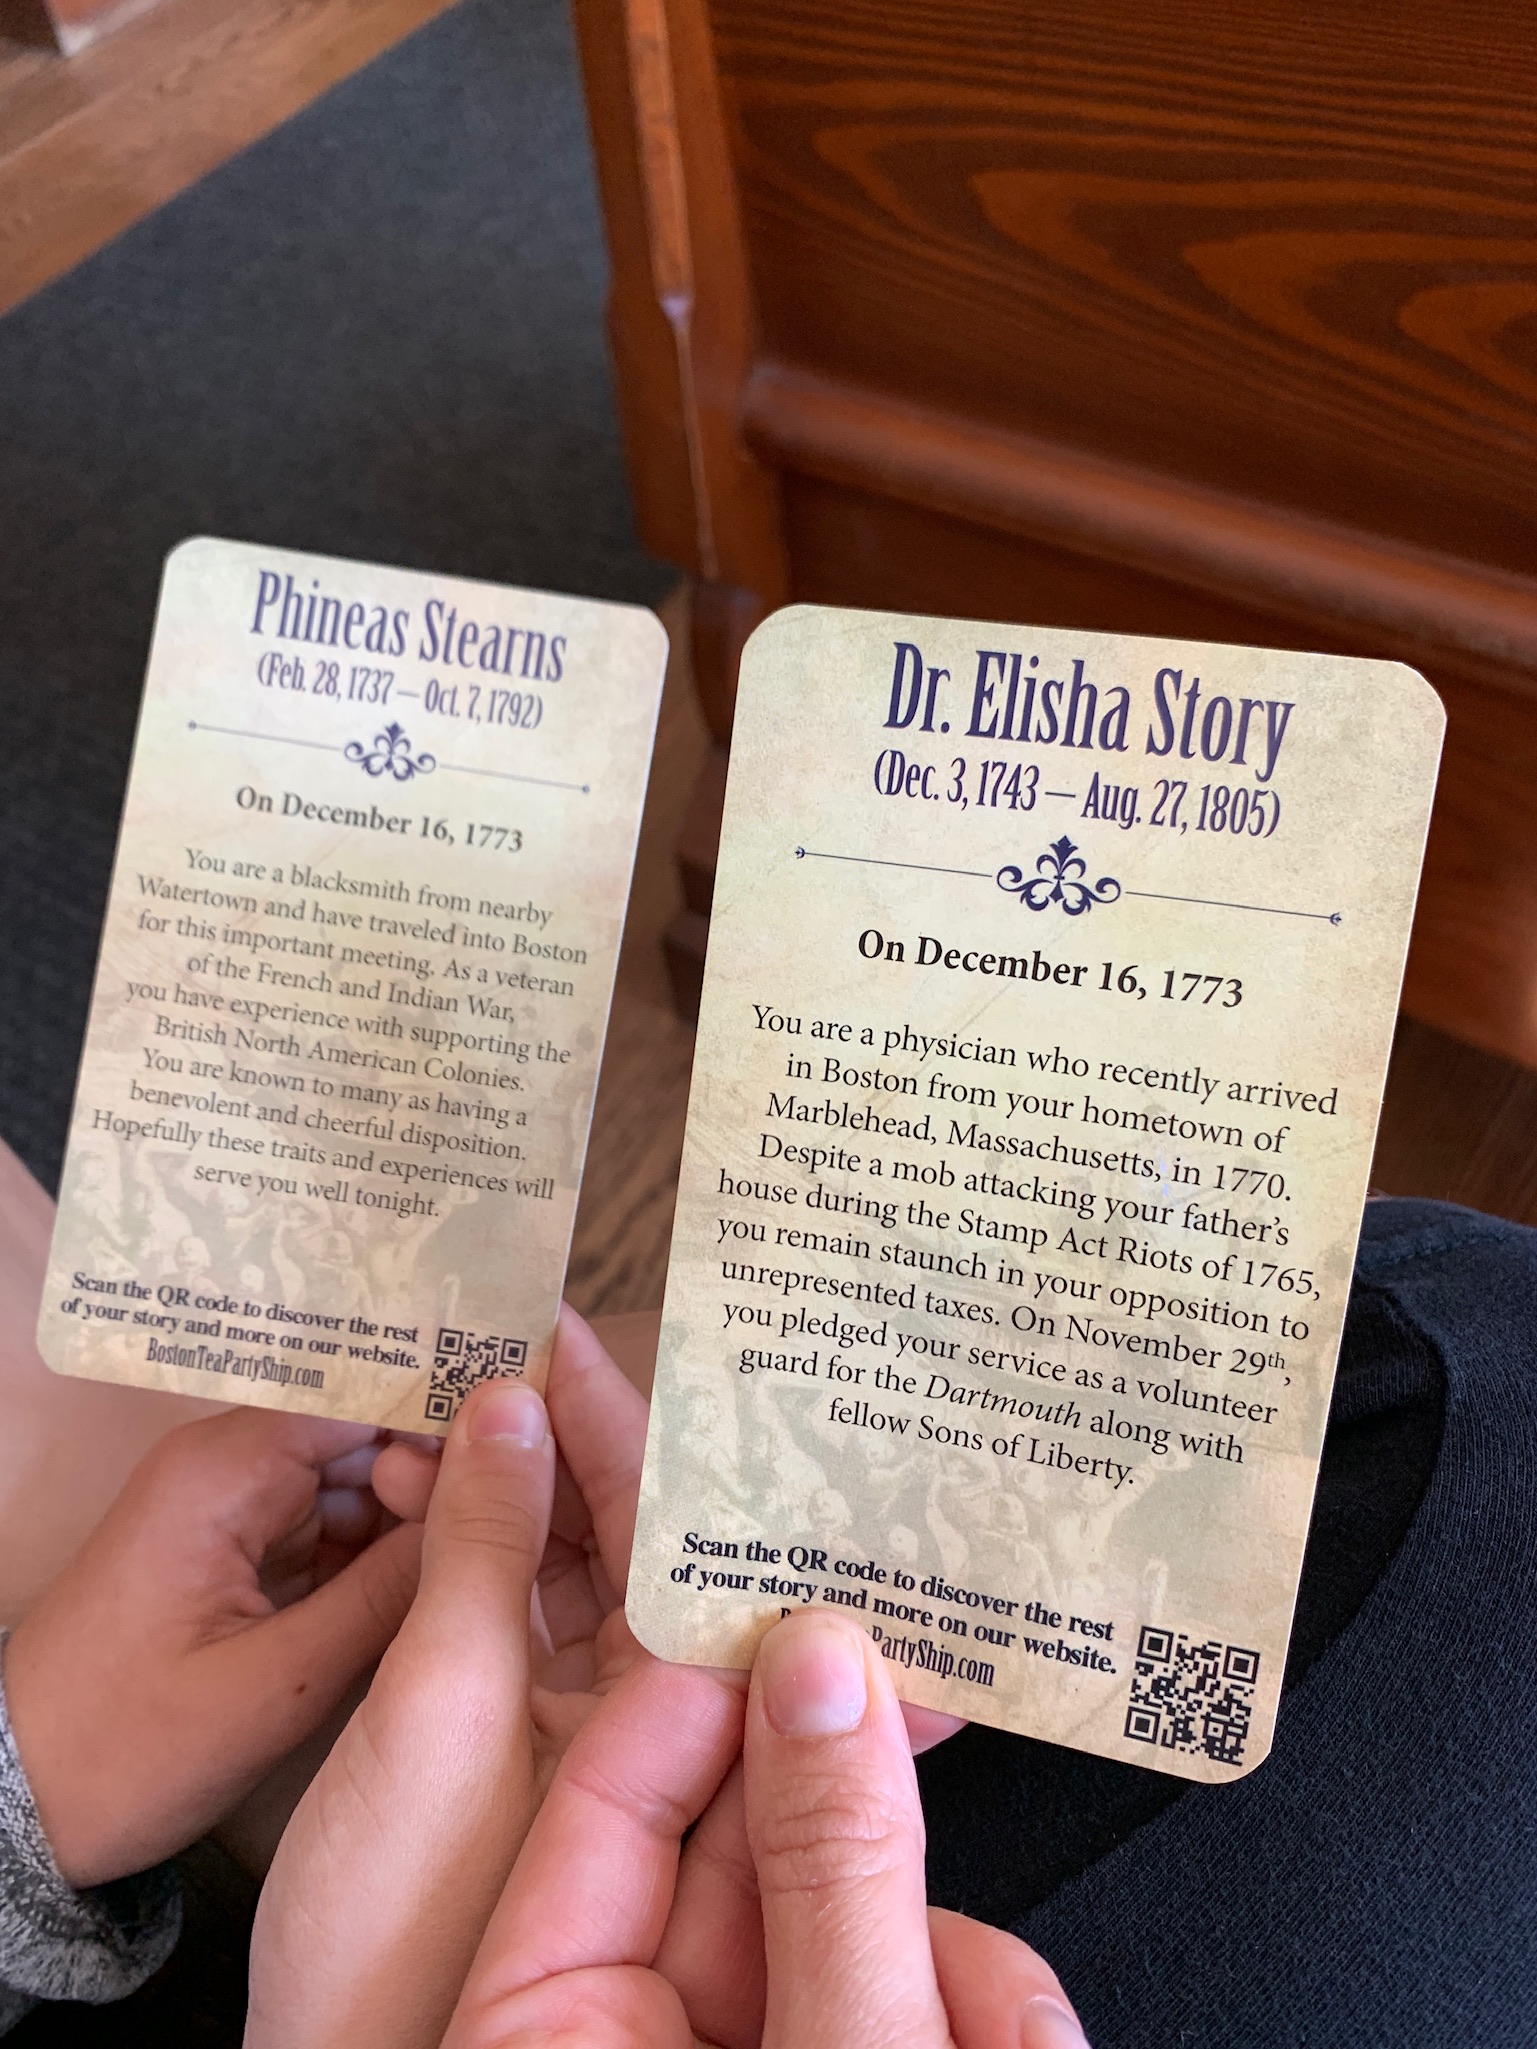 Phineas Stearns
(Feb. 28, 1737 — Oct. 7, 1792)
On December 16, 1773
You are a blacksmith from nearby
Watertown and have traveled into Boston
for this important meeting. As a veteran
of the French and Indian War,
you have experience with supporting the
British North American Colonies.
You are known to many as having a
benevolent and cheerful disposition.
Hopefully these traits and experiences will
serve you well tonight.
Scan the QR code to discover the rest
of your story and more on our website.
BostonTeaPartyShip.com
Dr. Elisha Story
(Dec. 3, 1743 — Aug. 27, 1805)
On December 16, 1773
You are a physician who recently arrived
in Boston from your hometown of
Marblehead, Massachusetts, in 1770.
Despite a mob attacking your father's
house during the Stamp Act Riots of 1765,
you remain staunch in your opposition to
unrepresented taxes. On November 29th,
you pledged your service as a volunteer
guard for the Dartmouth along with
fellow Sons of Liberty.
Scan the QR code to discover the rest
of your story and more on our website.
PartyShip.com